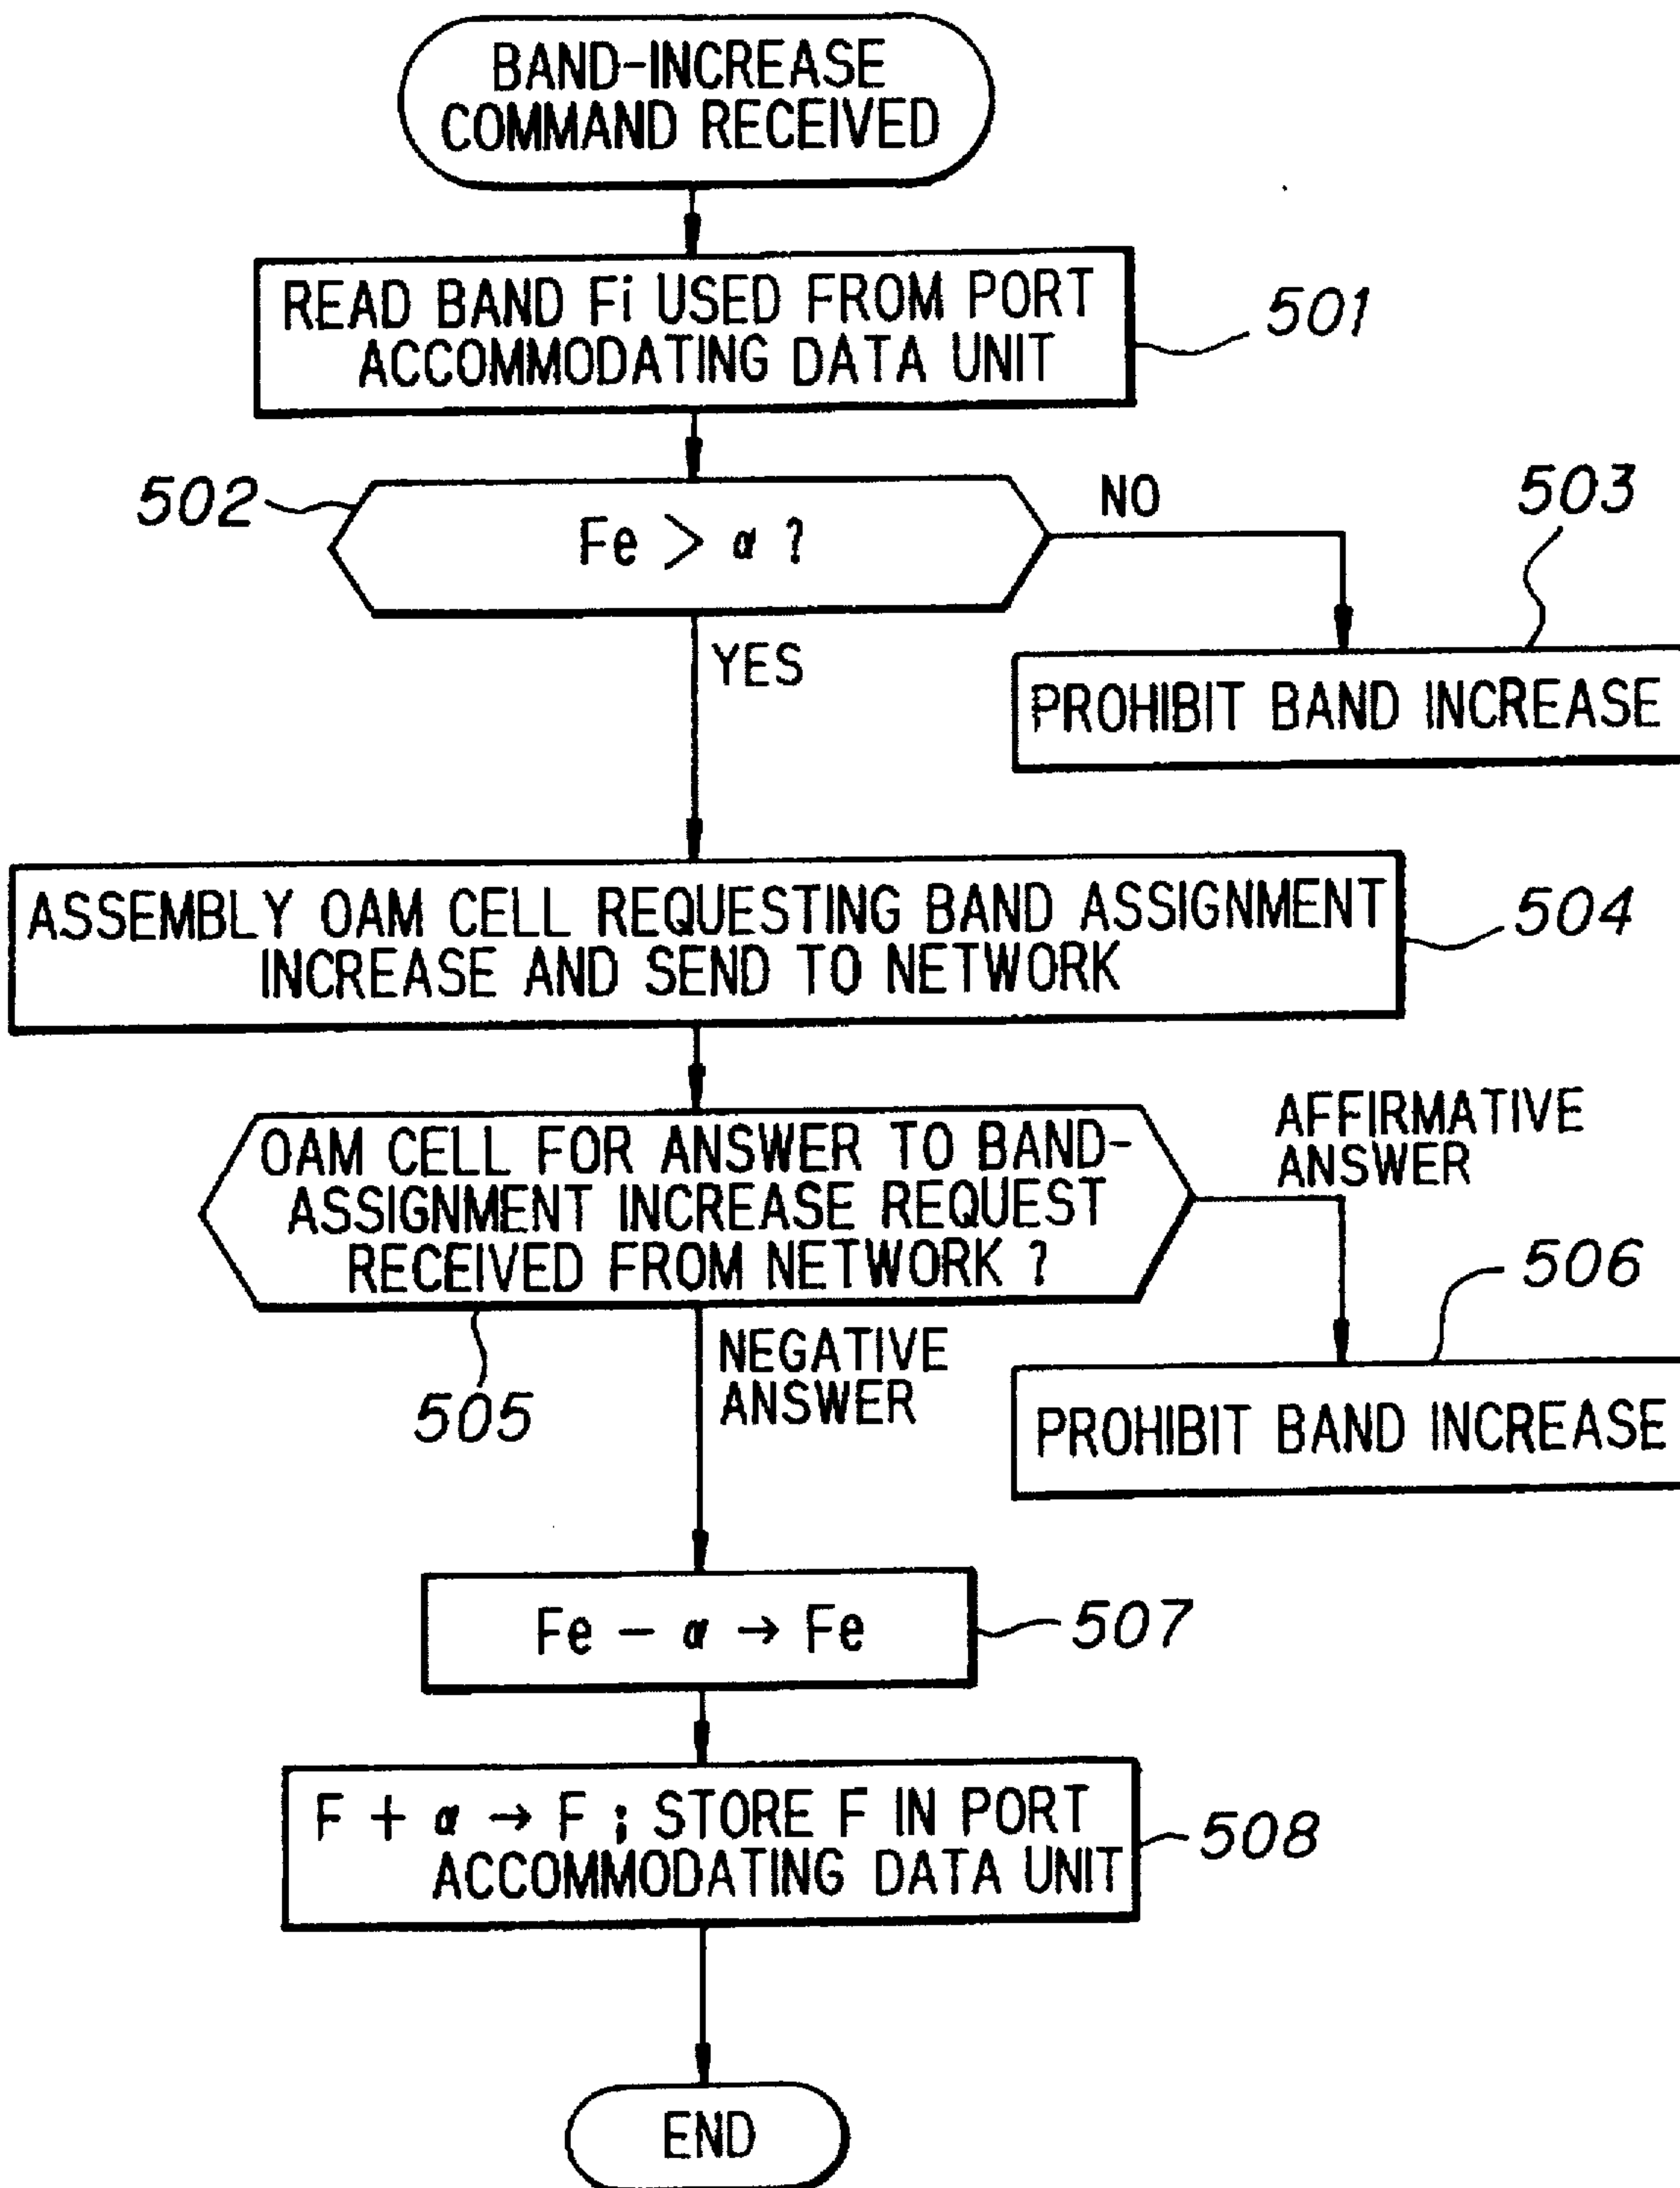 BAND-INCREASE
COMMAND RECEIVED
READ BAND Fi USED FROM PORT
ACCOMMODATING DATA UNIT
501
502
Fe > α ?
NO
503
YES
PROHIBIT BAND INCREASE
ASSEMBLY OAM CELL REQUESTING BAND ASSIGNMENT
INCREASE AND SEND TO NETWORK
504
OAM CELL FOR ANSWER TO BAND-
ASSIGNMENT INCREASE REQUEST
RECEIVED FROM NETWORK ?
AFFIRMATIVE
ANSWER
505
NEGATIVE
ANSWER
506
PROHIBIT BAND INCREASE
Fe − α → Fe
507
F + α → F ; STORE F IN PORT
ACCOMMODATING DATA UNIT
508
END